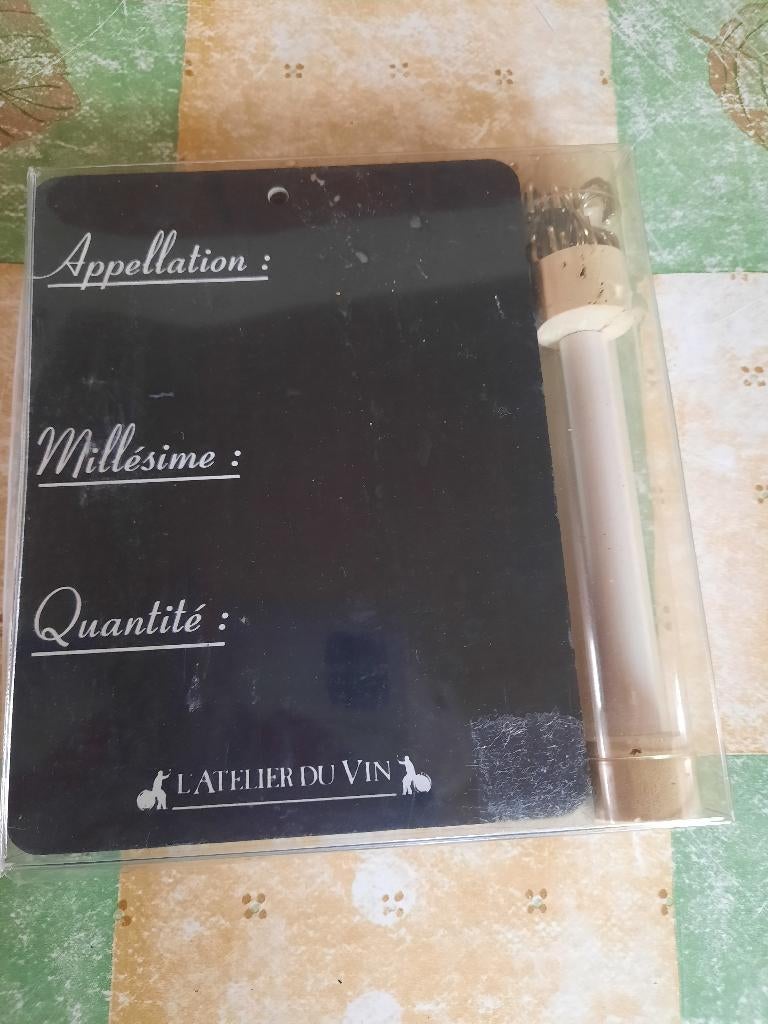 Appellation :
Millésime :
Quantité :
L'ATELIER DU VIN